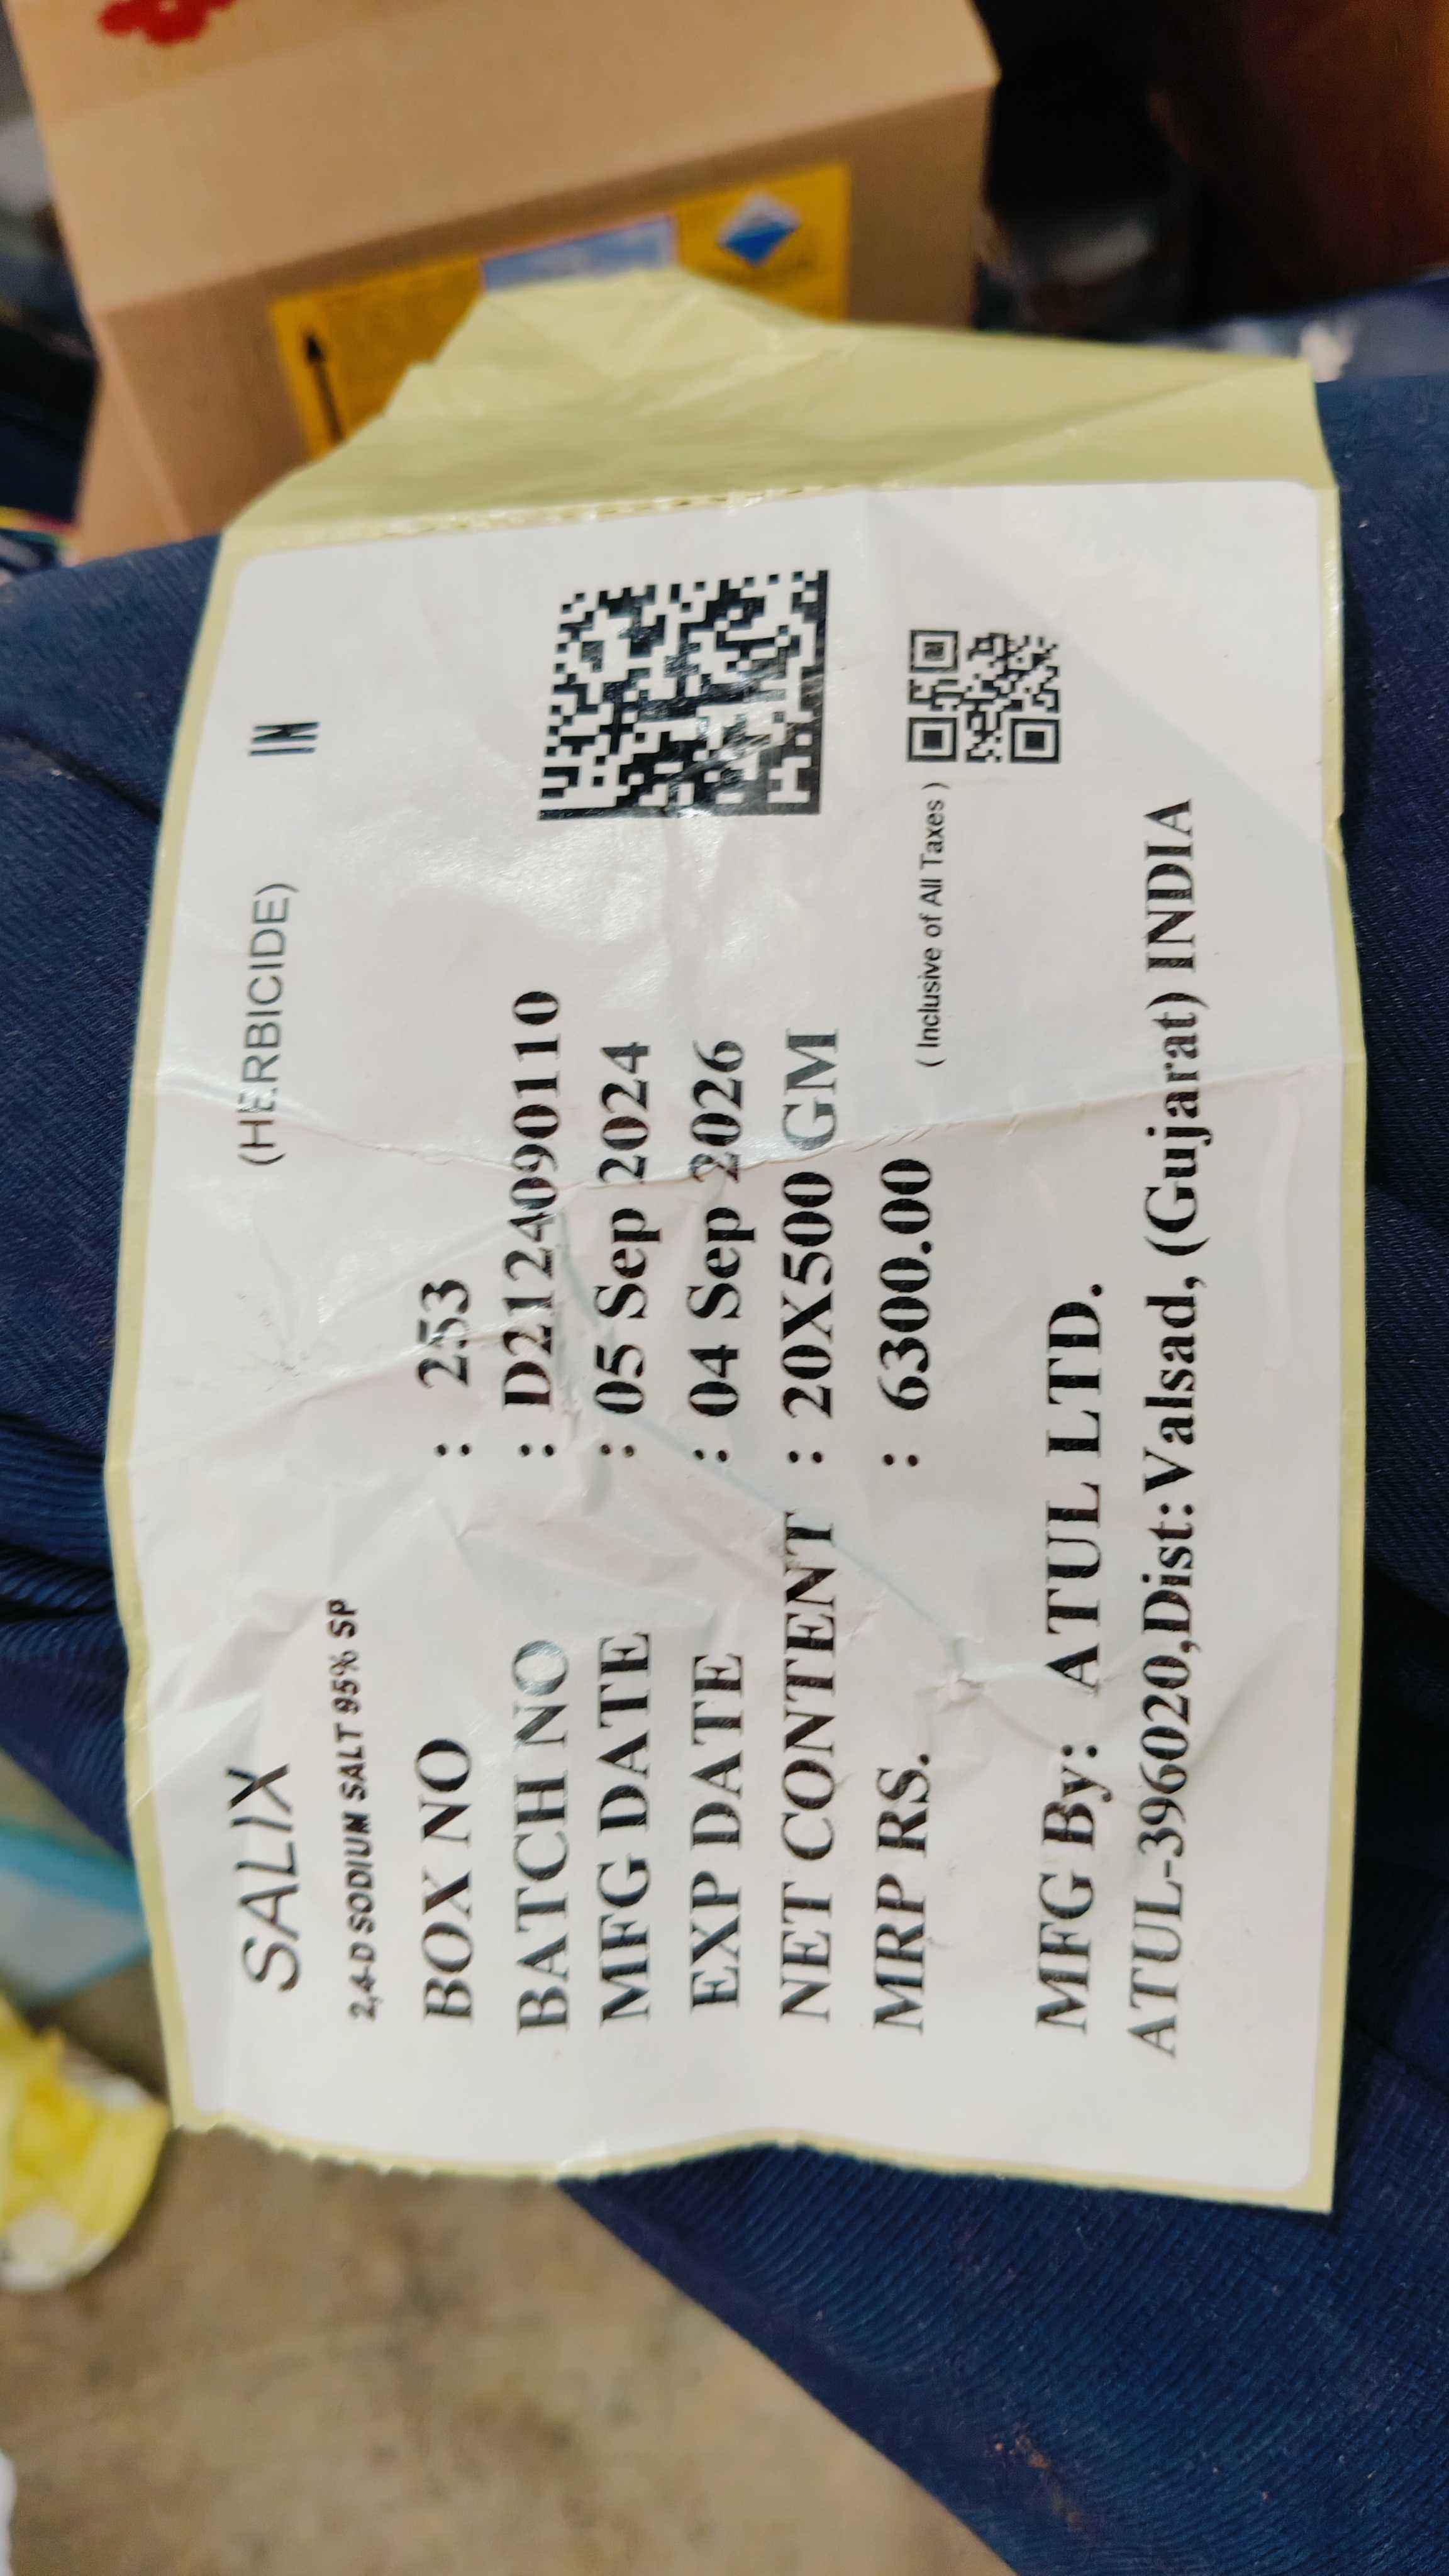 SALIX (HERBICIDE) IN
2,4-D SODIUM SALT 95% SP
BOX NO : 253
BATCH NO : D2124090110
MFG DATE : 05 Sep 2024
EXP DATE : 04 Sep 2026
NET CONTENT : 20X500 GM
MRP RS. : 6300.00 ( Inclusive of All Taxes )
MFG By: ATUL LTD.
ATUL-396020,Dist:Valsad, (Gujarat) INDIA